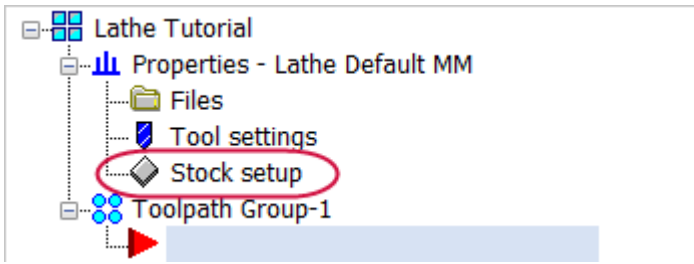 Lathe Tutorial
Properties - Lathe Default MM
Files
Tool settings
Stock setup
Toolpath Group-1